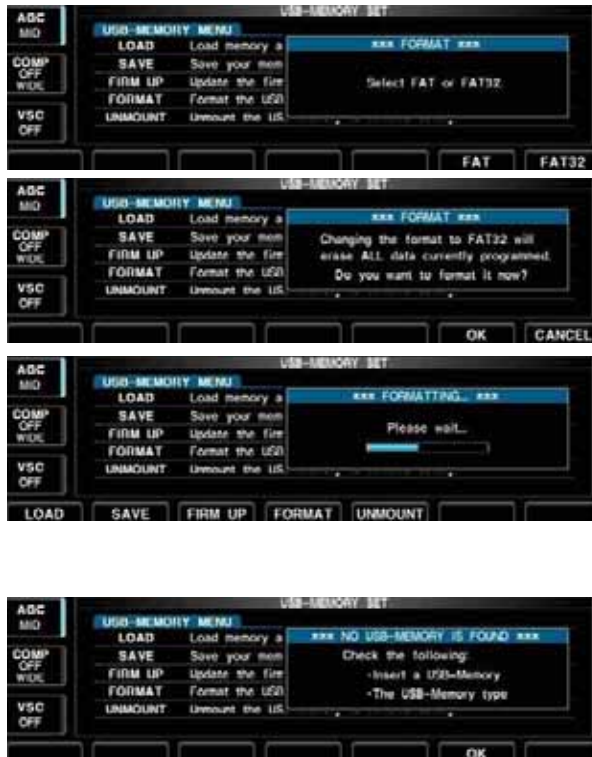 USB-MEMORY SET
AGC
MID
USB-MEMORY MENU
LOAD Load memory a
*** FORMAT ***
COMP
OFF
WIDE
SAVE Save your mem
FIRM UP Update the firm
Select FAT or FAT32.
FORMAT Format the USB
VSC
OFF
UNMOUNT Unmount the US
FAT FAT32
USB-MEMORY SET
AGC
MID
USB-MEMORY MENU
LOAD Load memory a
*** FORMAT ***
COMP
OFF
WIDE
SAVE Save your mem
FIRM UP Update the firm
FORMAT Format the USB
Changing the format to FAT32 will
erase ALL data currently programmed.
Do you want to format it now?
VSC
OFF
UNMOUNT Unmount the US
OK CANCEL
USB-MEMORY SET
AGC
MID
USB-MEMORY MENU
LOAD Load memory a
*** FORMATTING... ***
COMP
OFF
WIDE
SAVE Save your mem
FIRM UP Update the firm
FORMAT Format the USB
Please wait...
VSC
OFF
UNMOUNT Unmount the US
LOAD SAVE FIRM UP FORMAT UNMOUNT
USB-MEMORY SET
AGC
MID
USB-MEMORY MENU
LOAD Load memory a
*** NO USB-MEMORY IS FOUND ***
COMP
OFF
WIDE
SAVE Save your mem
FIRM UP Update the firm
FORMAT Format the USB
Check the following:
-Insert a USB-Memory
-The USB-Memory type
VSC
OFF
UNMOUNT Unmount the US
OK